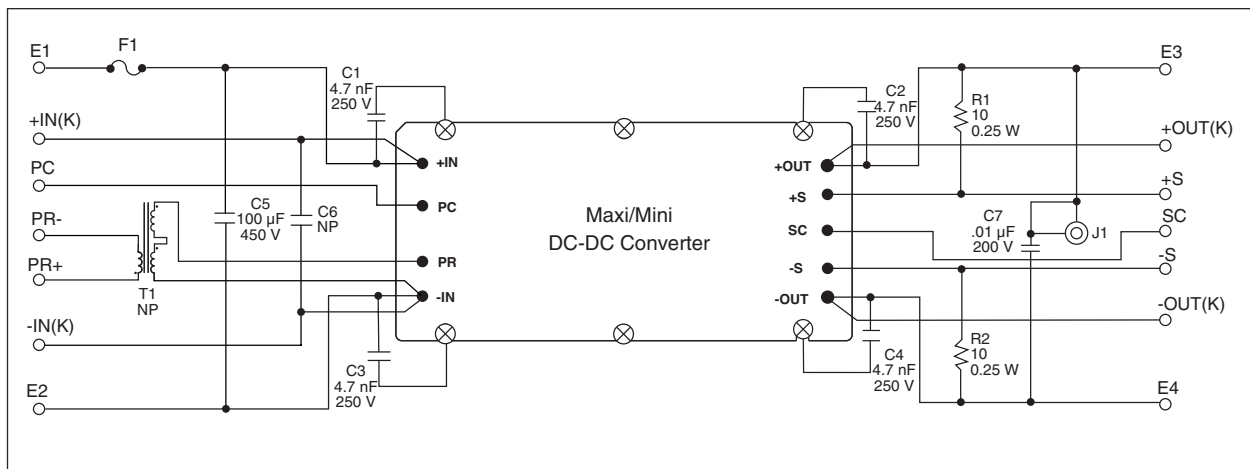 E1
F1
+IN(K)
PC
PR-
PR+
T1
NP
-IN(K)
E2
C5
100 µF
450 V
C6
NP
C1
4.7 nF
250 V
C3
4.7 nF
250 V
+IN
PC
PR
-IN
Maxi/Mini
DC-DC Converter
+OUT
+S
SC
-S
-OUT
C2
4.7 nF
250 V
C4
4.7 nF
250 V
R1
10
0.25 W
C7
.01 µF
200 V
J1
R2
10
0.25 W
E3
+OUT(K)
+S
SC
-S
-OUT(K)
E4